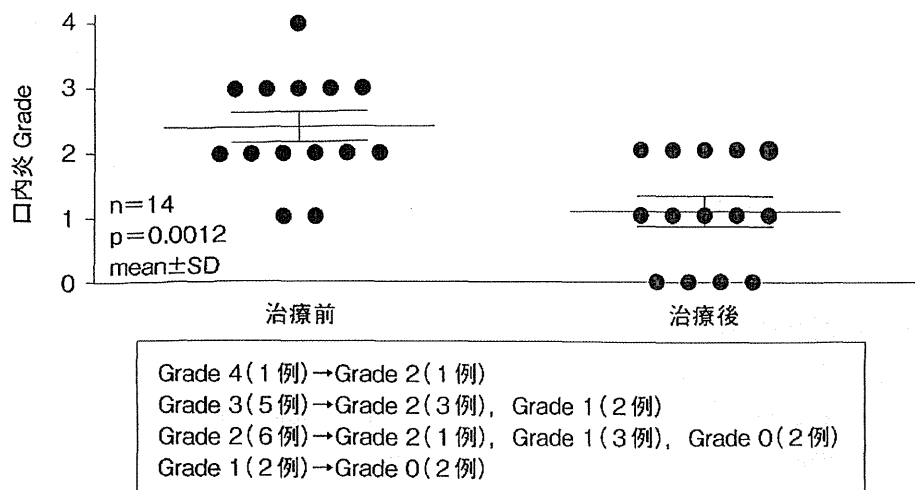 口内炎 Grade
4
3
2
1
0
n=14
p=0.0012
mean±SD
治療前
治療後
Grade 4(1例)→Grade 2(1例)
Grade 3(5例)→Grade 2(3例), Grade 1(2例)
Grade 2(6例)→Grade 2(1例), Grade 1(3例), Grade 0(2例)
Grade 1(2例)→Grade 0(2例)